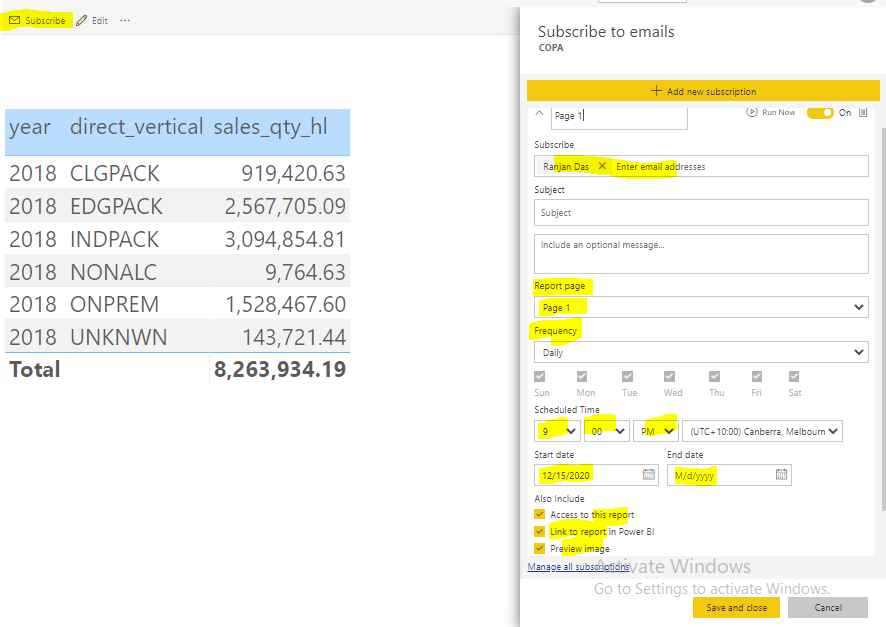 Subscribe Edit ...
year direct_vertical sales_qty_hl
2018 CLGPACK 919,420.63
2018 EDGPACK 2,567,705.09
2018 INDPACK 3,094,854.81
2018 NONALC 9,764.63
2018 ONPREM 1,528,467.60
2018 UNKNWN 143,721.44
Total 8,263,934.19
Subscribe to emails
COPA
Add new subscription
Page 1
Run Now On
Subscribe
Ranjan Das Enter email addresses
Subject
Subject
Include an optional message...
Report page
Page 1
Frequency
Daily
Sun Mon Tue Wed Thu Fri Sat
Scheduled Time
9 00 PM (UTC+10:00) Canberra, Melbourn
Start date End date
12/15/2020 M/d/yyyy
Also Include
Access to this report
Link to report in Power BI
Preview image
Manage all subscriptions
Activate Windows
Go to Settings to activate Windows.
Save and close Cancel